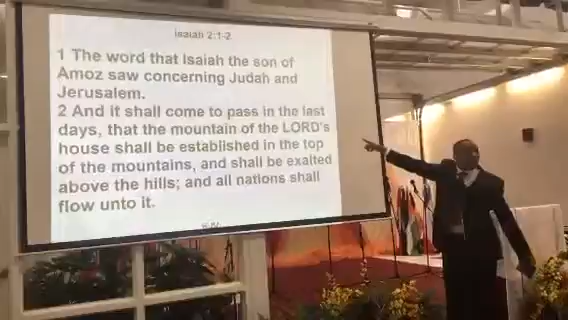 Isaiah 2:1-2
1 The word that Isaiah the son of
Amoz saw concerning Judah and
Jerusalem.
2 And it shall come to pass in the last
days, that the mountain of the LORD's
house shall be established in the top
of the mountains, and shall be exalted
above the hills; and all nations shall
flow unto it.